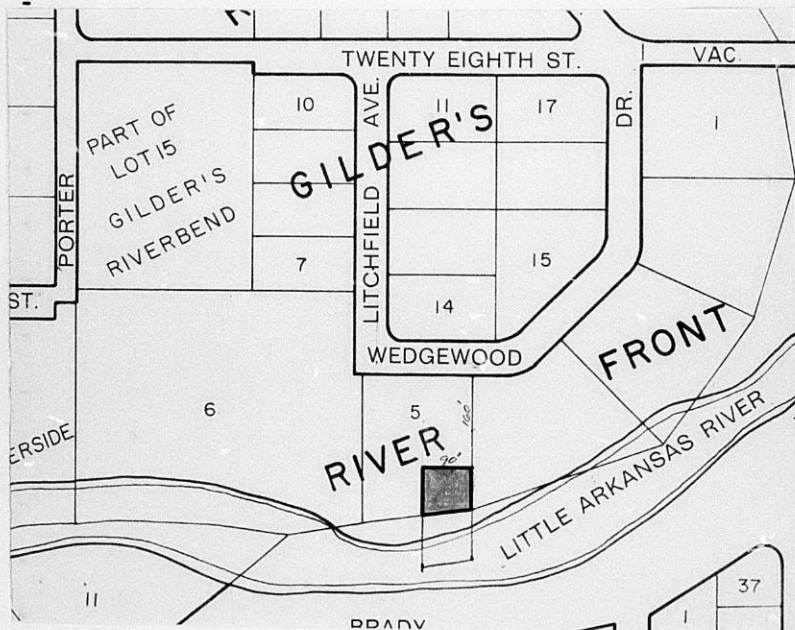 TWENTY EIGHTH ST.
VAC.
10
11
17
1
PART OF
LOT 15
GILDER'S
RIVERBEND
GILDER'S
LITCHFIELD AVE.
DR.
PORTER
7
15
14
ST.
WEDGEWOOD
FRONT
6
5
160'
90'
RIVER
ERSIDE
LITTLE ARKANSAS RIVER
11
BRADY
1
37